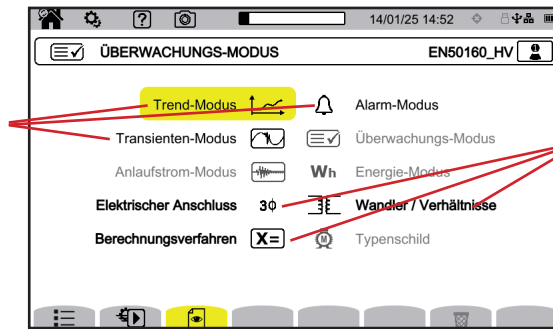 14/01/25 14:52
ÜBERWACHUNGS-MODUS EN50160_HV
Trend-Modus Alarm-Modus
Transienten-Modus Überwachungs-Modus
Anlaufstrom-Modus Wh Energie-Modus
Elektrischer Anschluss 3ϕ Wandler / Verhältnisse
Berechnungsverfahren X= M Typenschild